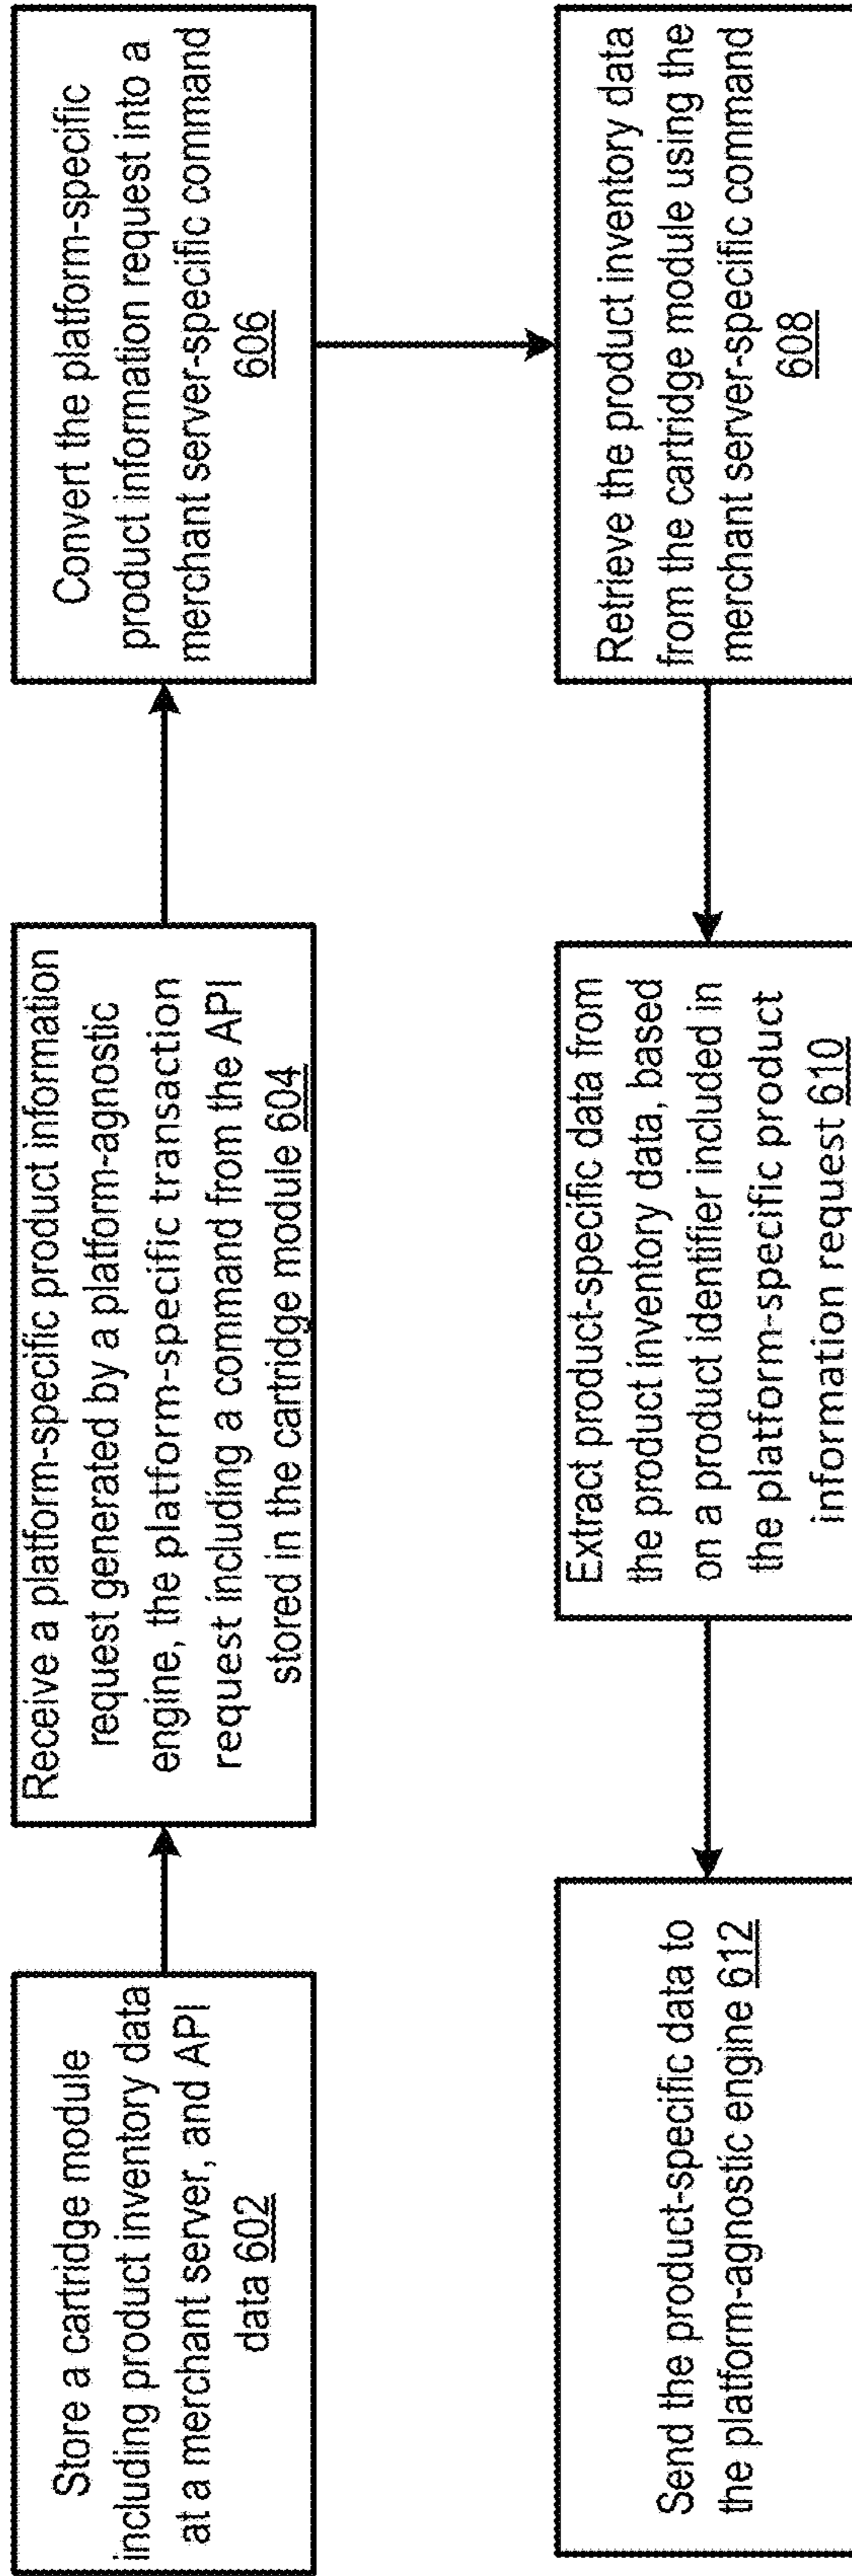 Store a cartridge module
including product inventory data
at a merchant server, and API
data 602
Receive a platform-specific product information
request generated by a platform-agnostic
engine, the platform-specific transaction
request including a command from the API
stored in the cartridge module 604
Convert the platform-specific
product information request into a
merchant server-specific command
606
Retrieve the product inventory data
from the cartridge module using the
merchant server-specific command
608
Extract product-specific data from
the product inventory data, based
on a product identifier included in
the platform-specific product
information request 610
Send the product-specific data to
the platform-agnostic engine 612